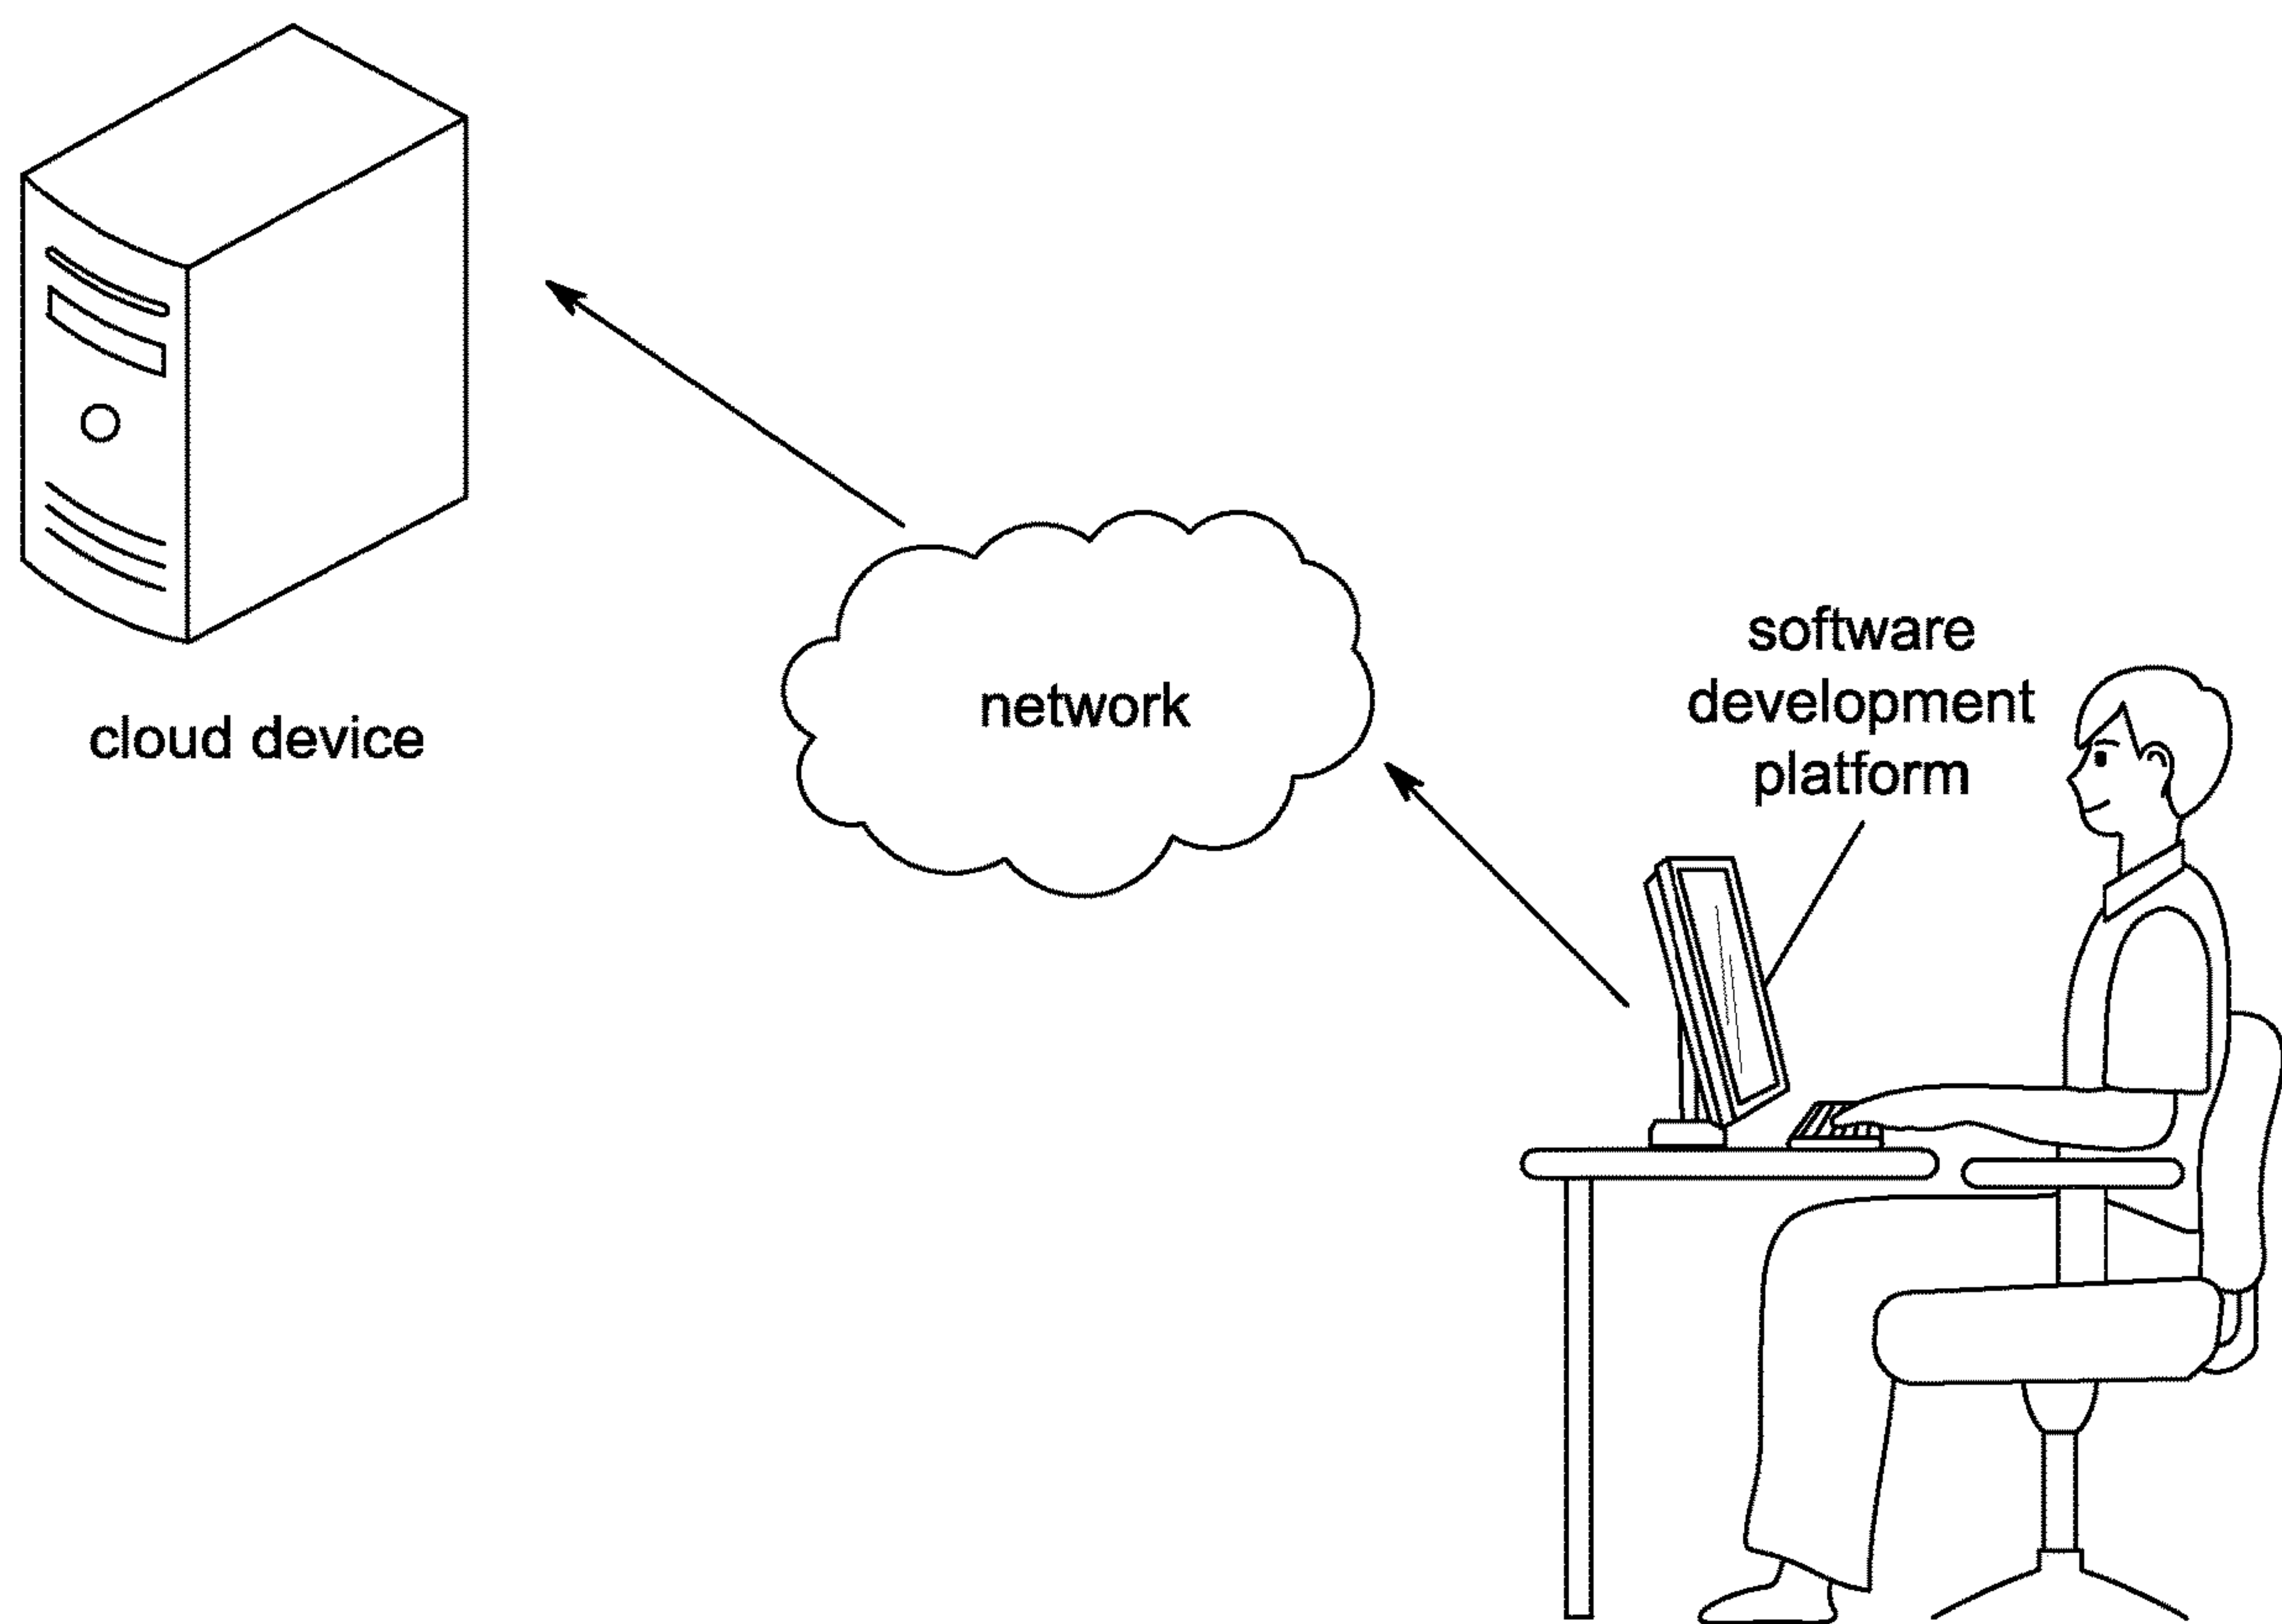 cloud device
network
software
development
platform